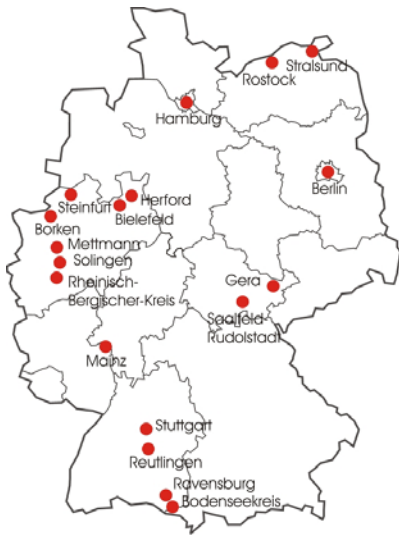 Stralsund
Rostock
Hamburg
Berlin
Herford
Steinfurt
Bielefeld
Borken
Mettmann
Solingen
Rheinisch-
Bergischer-Kreis
Gera
Saalfeld-
Rudolstadt
Mainz
Stuttgart
Reutlingen
Ravensburg
Bodenseekreis